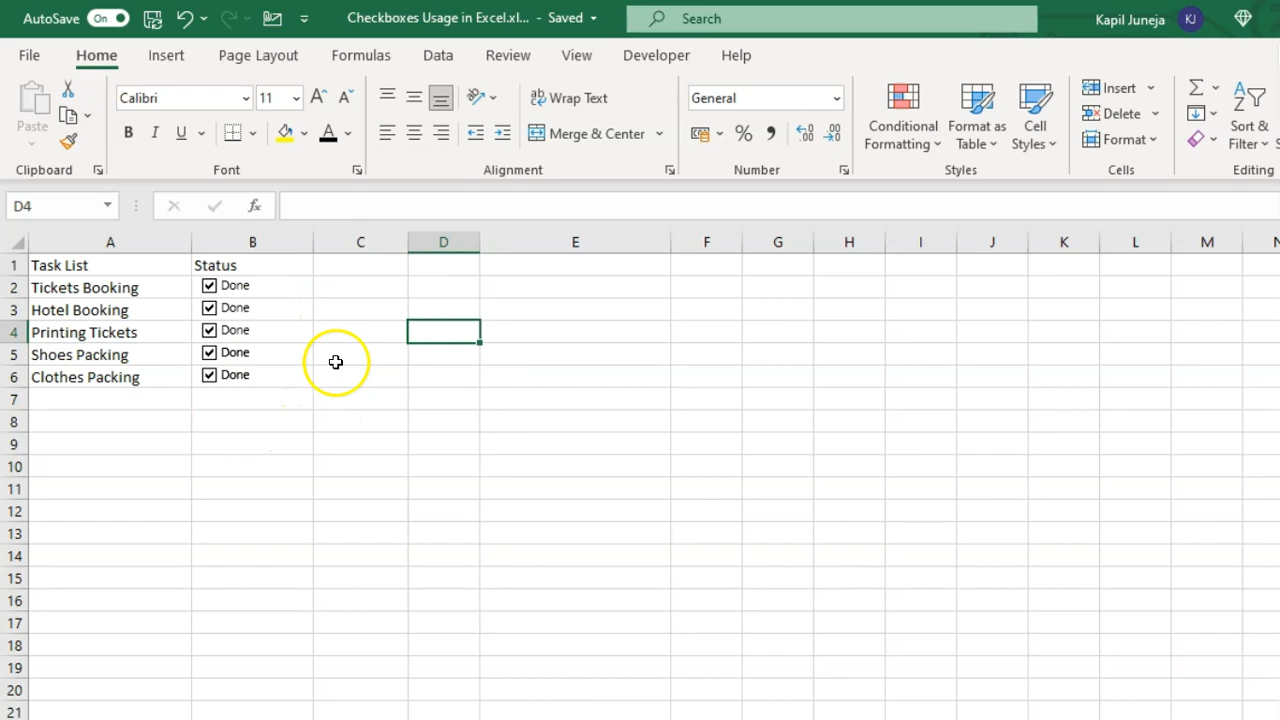 AutoSave On Checkboxes Usage in Excel.xl... - Saved Search Kapil Juneja KJ
File Home Insert Page Layout Formulas Data Review View Developer Help
Calibri 11 Wrap Text General Insert
Paste Conditional Format as Cell Delete Sort &
B I U Merge & Center % Formatting Table Styles Format Filter
Clipboard Font Alignment Number Styles Cells Editing
D4 fx
A B C D E F G H I J K L M N
1 Task List Status
2 Tickets Booking Done
3 Hotel Booking Done
4 Printing Tickets Done
5 Shoes Packing Done
6 Clothes Packing Done
7
8
9
10
11
12
13
14
15
16
17
18
19
20
21